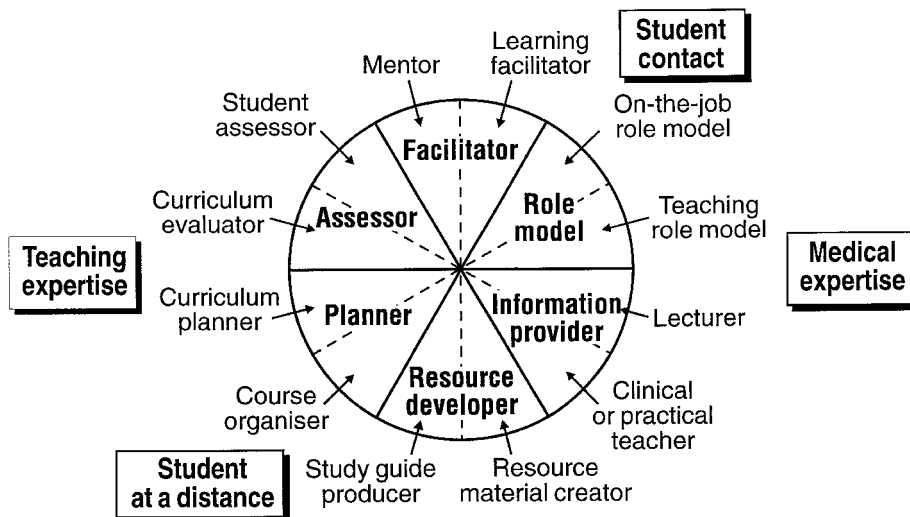 Student
contact
Learning
facilitator
Mentor
Student
assessor
On-the-job
role model
Facilitator
Assessor
Role
model
Curriculum
evaluator
Teaching
role model
Teaching
expertise
Medical
expertise
Curriculum
planner
Planner
Information
provider
Lecturer
Resource
developer
Course
organiser
Clinical
or practical
teacher
Student
at a distance
Study guide
producer
Resource
material creator